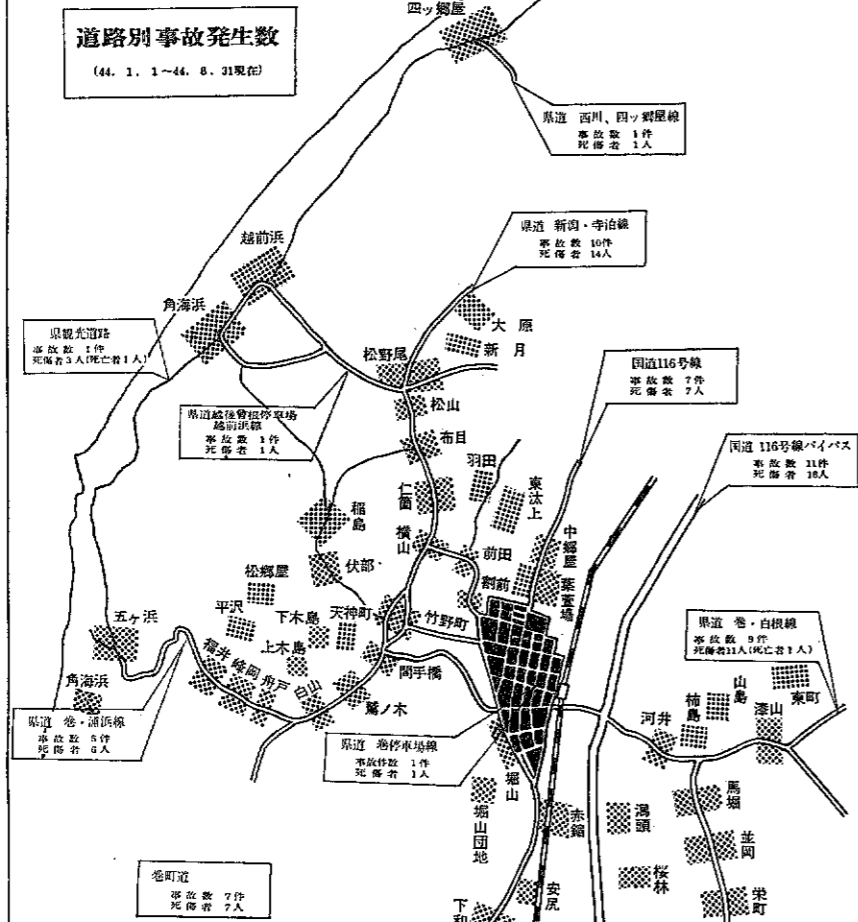 道路別事故発生数
(44. 1. 1～44. 8. 31現在)
四ッ郷屋
県道 西川、四ッ郷屋線
事故数 1件
死傷者 1人
県道 新潟・寺泊線
事故数 10件
死傷者 14人
越前浜
角海浜
大原
新月
松野尾
県観光道路
事故数 1件
死傷者3人(死亡者1人)
国道116号線
事故数 7件
死傷者 7人
県道越後曽根停車場
越前浜線
事故数 1件
死傷者 1人
松山
布目
国道 116号線バイパス
事故数 11件
死傷者 18人
羽田
東汰上
仁箇
稲島
横山
前田
中郷屋
伏部
割前
葉萱場
松郷屋
平沢
下木島
天神町
竹野町
五ヶ浜
上木島
県道 巻・白根線
事故数 9件
死傷者11人(死亡者1人)
福井
峰岡
舟戸
白山
間手橋
角海浜
鷲ノ木
山島
東町
柿島
漆山
河井
県道 巻・浦浜線
事故数 5件
死傷者 6人
県道 巻停車場線
事故件数 1件
死傷者 1人
堀山
堀山団地
赤鏥
潟頭
馬堀
並岡
桜林
栄町
安尻
下和
巻町道
事故数 7件
死傷者 7人